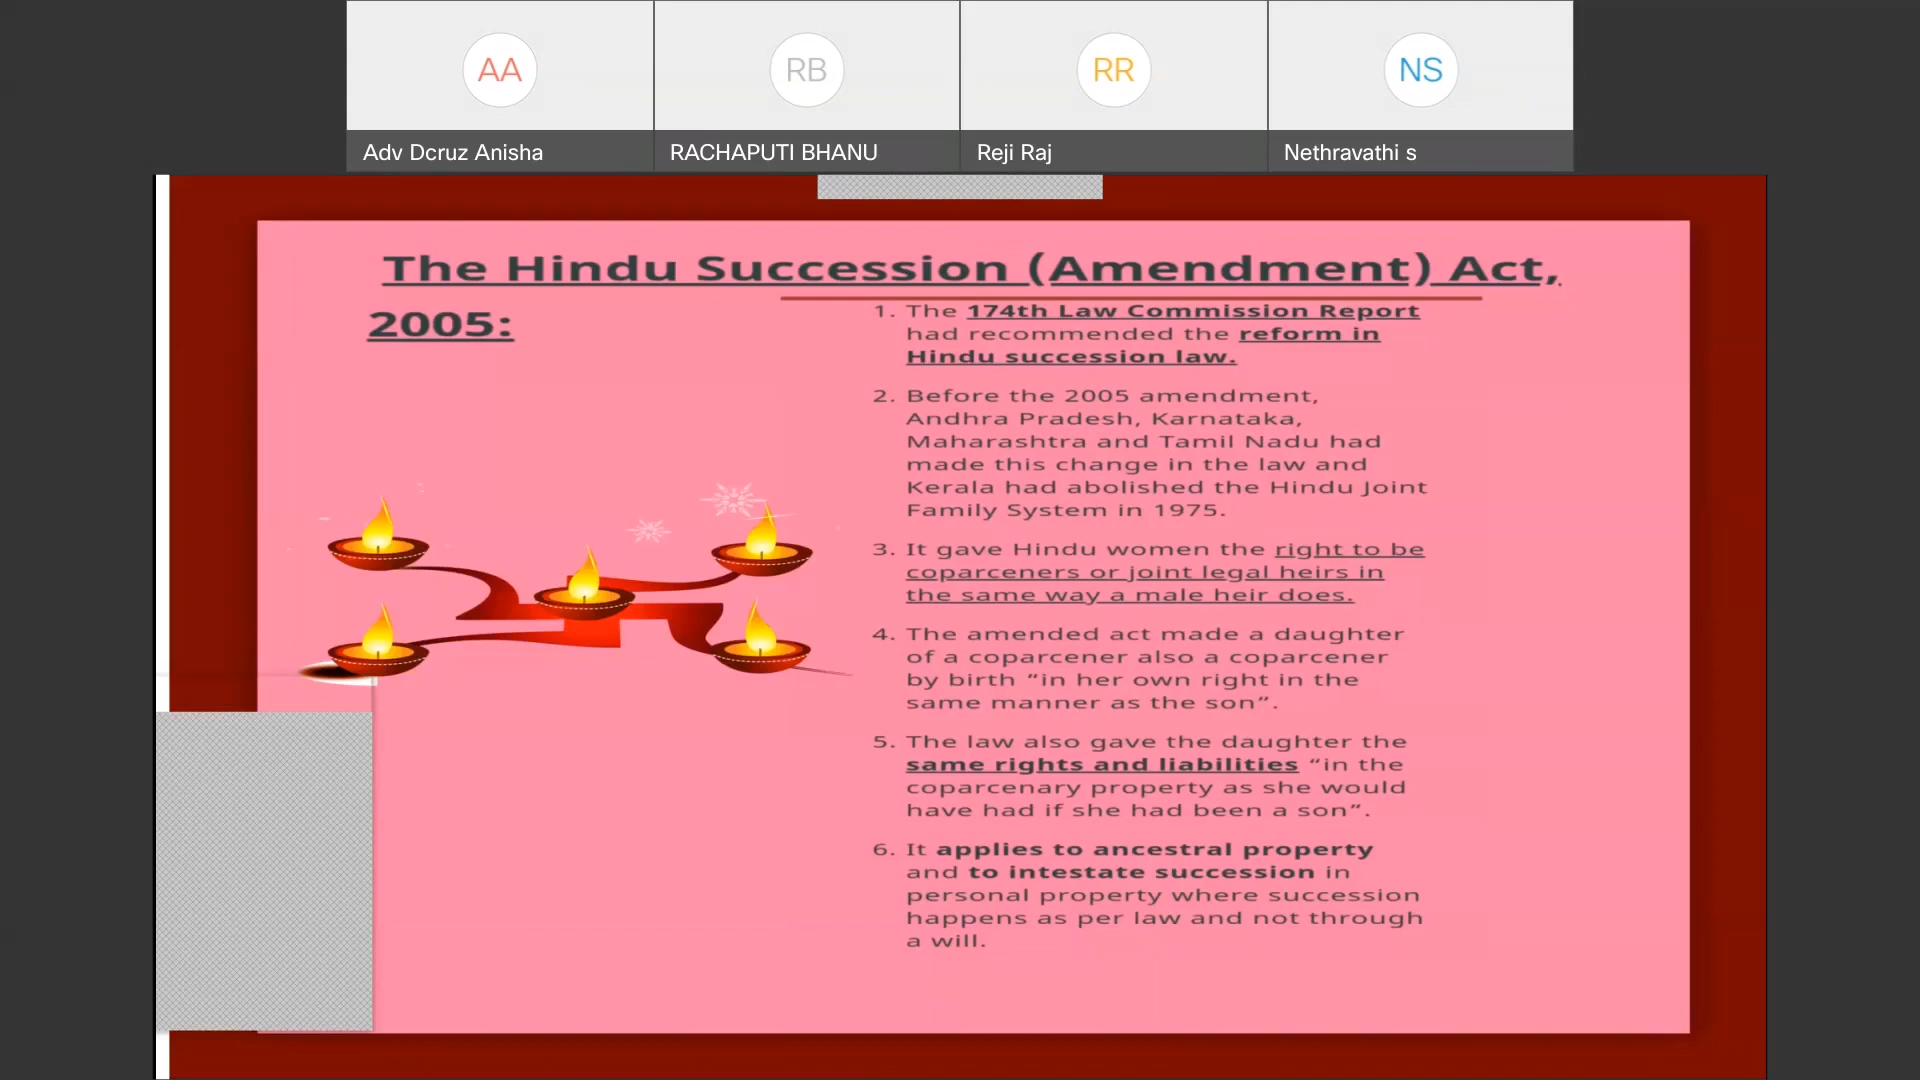 AA
RB
RR
NS
Adv Dcruz Anisha
RACHAPUTI BHANU
Reji Raj
Nethravathi s
The Hindu Succession (Amendment) Act,
2005:
1. The 174th Law Commission Report
had recommended the reform in
Hindu succession law.
2. Before the 2005 amendment,
Andhra Pradesh, Karnataka,
Maharashtra and Tamil Nadu had
made this change in the law and
Kerala had abolished the Hindu Joint
Family System in 1975.
3. It gave Hindu women the right to be
coparceners or joint legal heirs in
the same way a male heir does.
4. The amended act made a daughter
of a coparcener also a coparcener
by birth “in her own right in the
same manner as the son”.
5. The law also gave the daughter the
same rights and liabilities “in the
coparcenary property as she would
have had if she had been a son”.
6. It applies to ancestral property
and to intestate succession in
personal property where succession
happens as per law and not through
a will.